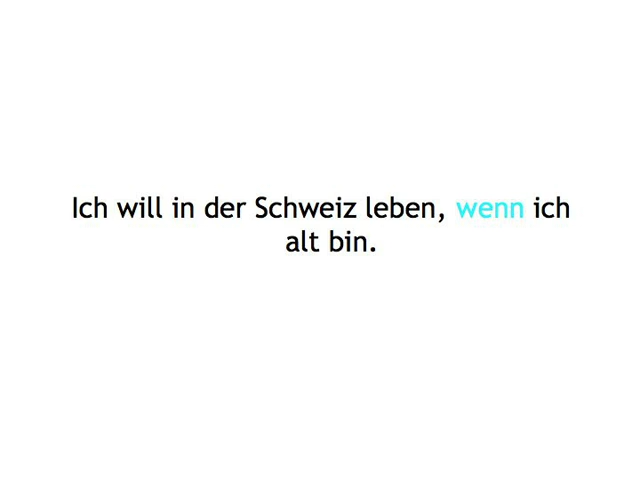 Ich will in der Schweiz leben, wenn ich
alt bin.